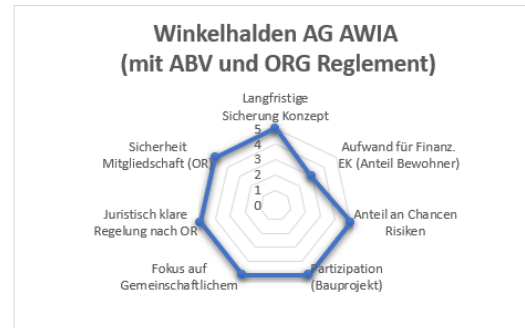 Winkelhalden AG AWIA
(mit ABV und ORG Reglement)
Langfristige
Sicherung Konzept
Aufwand für Finanz.
EK (Anteil Bewohner)
Anteil an Chancen
Risiken
Partizipation
(Bauprojekt)
Fokus auf
Gemeinschaftlichem
Juristisch klare
Regelung nach OR
Sicherheit
Mitgliedschaft (OR)
5
4
3
2
1
0